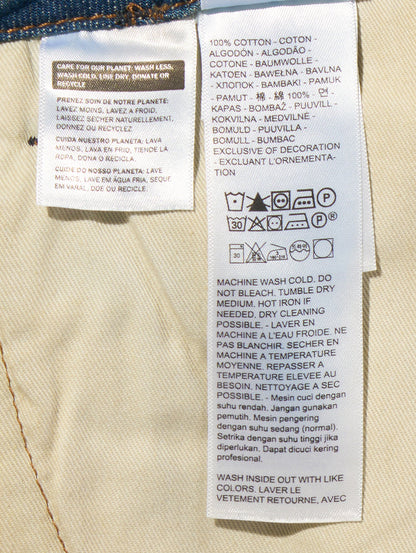 CARE FOR OUR PLANET: WASH LESS,
WASH COLD, LINE DRY, DONATE OR
RECYCLE
PRENEZ SOIN DE NOTRE PLANETE:
LAVEZ MOINS, LAVEZ A FROID,
LAISSEZ SECHER NATURELLEMENT,
DONNEZ OU RECYCLEZ
CUIDA NUESTRO PLANETA: LAVA
MENOS, LAVA EN FRIO, TIENDE LA
ROPA, DONA O RECICLA.
CUIDE DO NOSSO PLANETA: LAVE
MENOS, LAVE EM ÁGUA FRIA, SEQUE
EM VARAL, DOE OU RECICLE.
100% COTTON - COTON -
ALGODÓN - ALGODÃO -
COTONE - BAUMWOLLE -
KATOEN - BAWEŁNA - BAVLNA
- ХЛОПОК - BAMBAKI - PAMUK
- PAMUT - 棉 - 綿 100% - 면 -
KAPAS - BOMBAŽ - PUUVILL -
KOKVILNA - MEDVILNĖ -
BOMULD - PUUVILLA -
BOMULL - BUMBAC
EXCLUSIVE OF DECORATION
- EXCLUANT L'ORNEMENTA-
TION
P
30 P®
30
MACHINE WASH COLD. DO
NOT BLEACH. TUMBLE DRY
MEDIUM. HOT IRON IF
NEEDED. DRY CLEANING
POSSIBLE. - LAVER EN
MACHINE A L'EAU FROIDE. NE
PAS BLANCHIR. SECHER EN
MACHINE A TEMPERATURE
MOYENNE. REPASSER A
TEMPERATURE ELEVEE AU
BESOIN. NETTOYAGE A SEC
POSSIBLE. - Mesin cuci dengan
suhu rendah. Jangan gunakan
pemutih. Mesin pengering
dengan suhu sedang (normal).
Setrika dengan suhu tinggi jika
diperlukan. Dapat dicuci kering
profesional.
WASH INSIDE OUT WITH LIKE
COLORS. LAVER LE
VETEMENT RETOURNE, AVEC